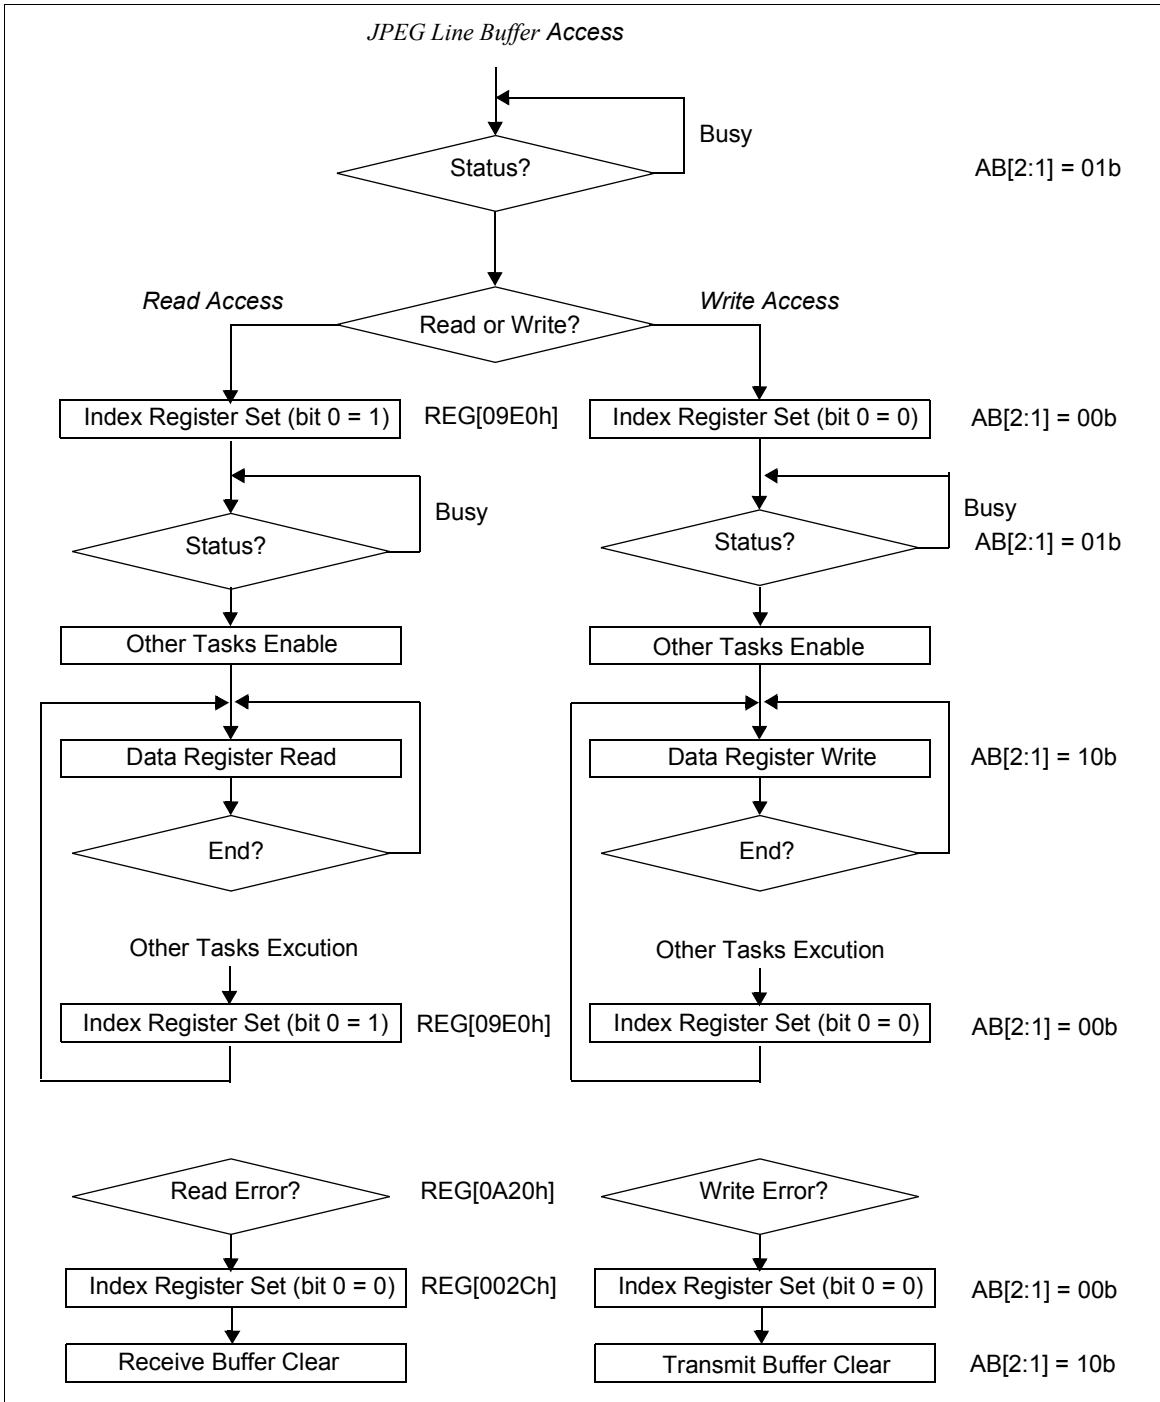 JPEG Line Buffer Access
Busy
Status?
AB[2:1] = 01b
Read Access
Write Access
Read or Write?
Index Register Set (bit 0 = 1)
REG[09E0h]
Index Register Set (bit 0 = 0)
AB[2:1] = 00b
Busy
Busy
Status?
Status?
AB[2:1] = 01b
Other Tasks Enable
Other Tasks Enable
Data Register Read
Data Register Write
AB[2:1] = 10b
End?
End?
Other Tasks Excution
Other Tasks Excution
Index Register Set (bit 0 = 1)
REG[09E0h]
Index Register Set (bit 0 = 0)
AB[2:1] = 00b
Read Error?
REG[0A20h]
Write Error?
Index Register Set (bit 0 = 0)
REG[002Ch]
Index Register Set (bit 0 = 0)
AB[2:1] = 00b
Receive Buffer Clear
Transmit Buffer Clear
AB[2:1] = 10b